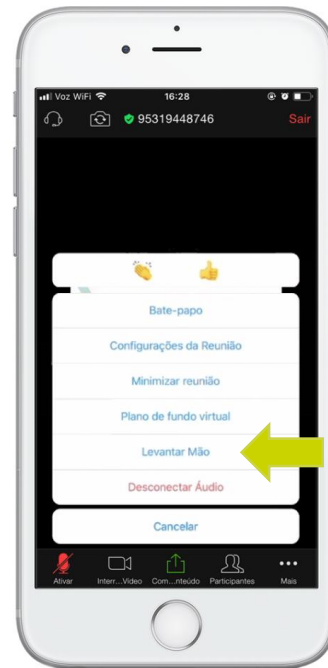 Voz WiFi 16:28
95319448746 Sair
Bate-papo
Configurações da Reunião
Minimizar reunião
Plano de fundo virtual
Levantar Mão
Desconectar Áudio
Cancelar
Ativar Interr...Vídeo Com...nteúdo Participantes Mais